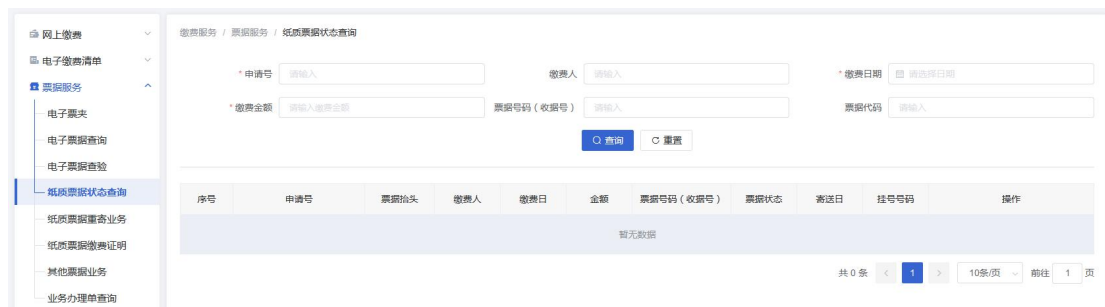 网上缴费
电子缴费清单
票据服务
电子票夹
电子票据查询
电子票据查验
纸质票据状态查询
纸质票据重寄业务
纸质票据缴费证明
其他票据业务
业务办理单查询
缴费服务 / 票据服务 / 纸质票据状态查询
* 申请号 请输入 缴费人 请输入 * 缴费日期 请选择日期
* 缴费金额 请输入缴费金额 票据号码（收据号） 请输入 票据代码 请输入
查询 重置
序号 申请号 票据抬头 缴费人 缴费日 金额 票据号码（收据号） 票据状态 寄送日 挂号号码 操作
暂无数据
共 0 条 < 1 > 10条/页 前往 1 页